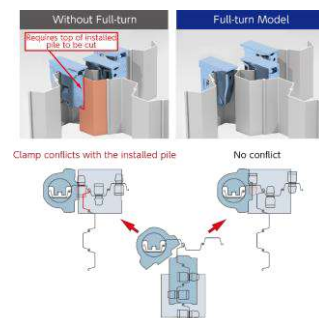 Without Full-turn
Full-turn Model
Requires top of installed
pile to be cut
Clamp conflicts with the installed pile
No conflict